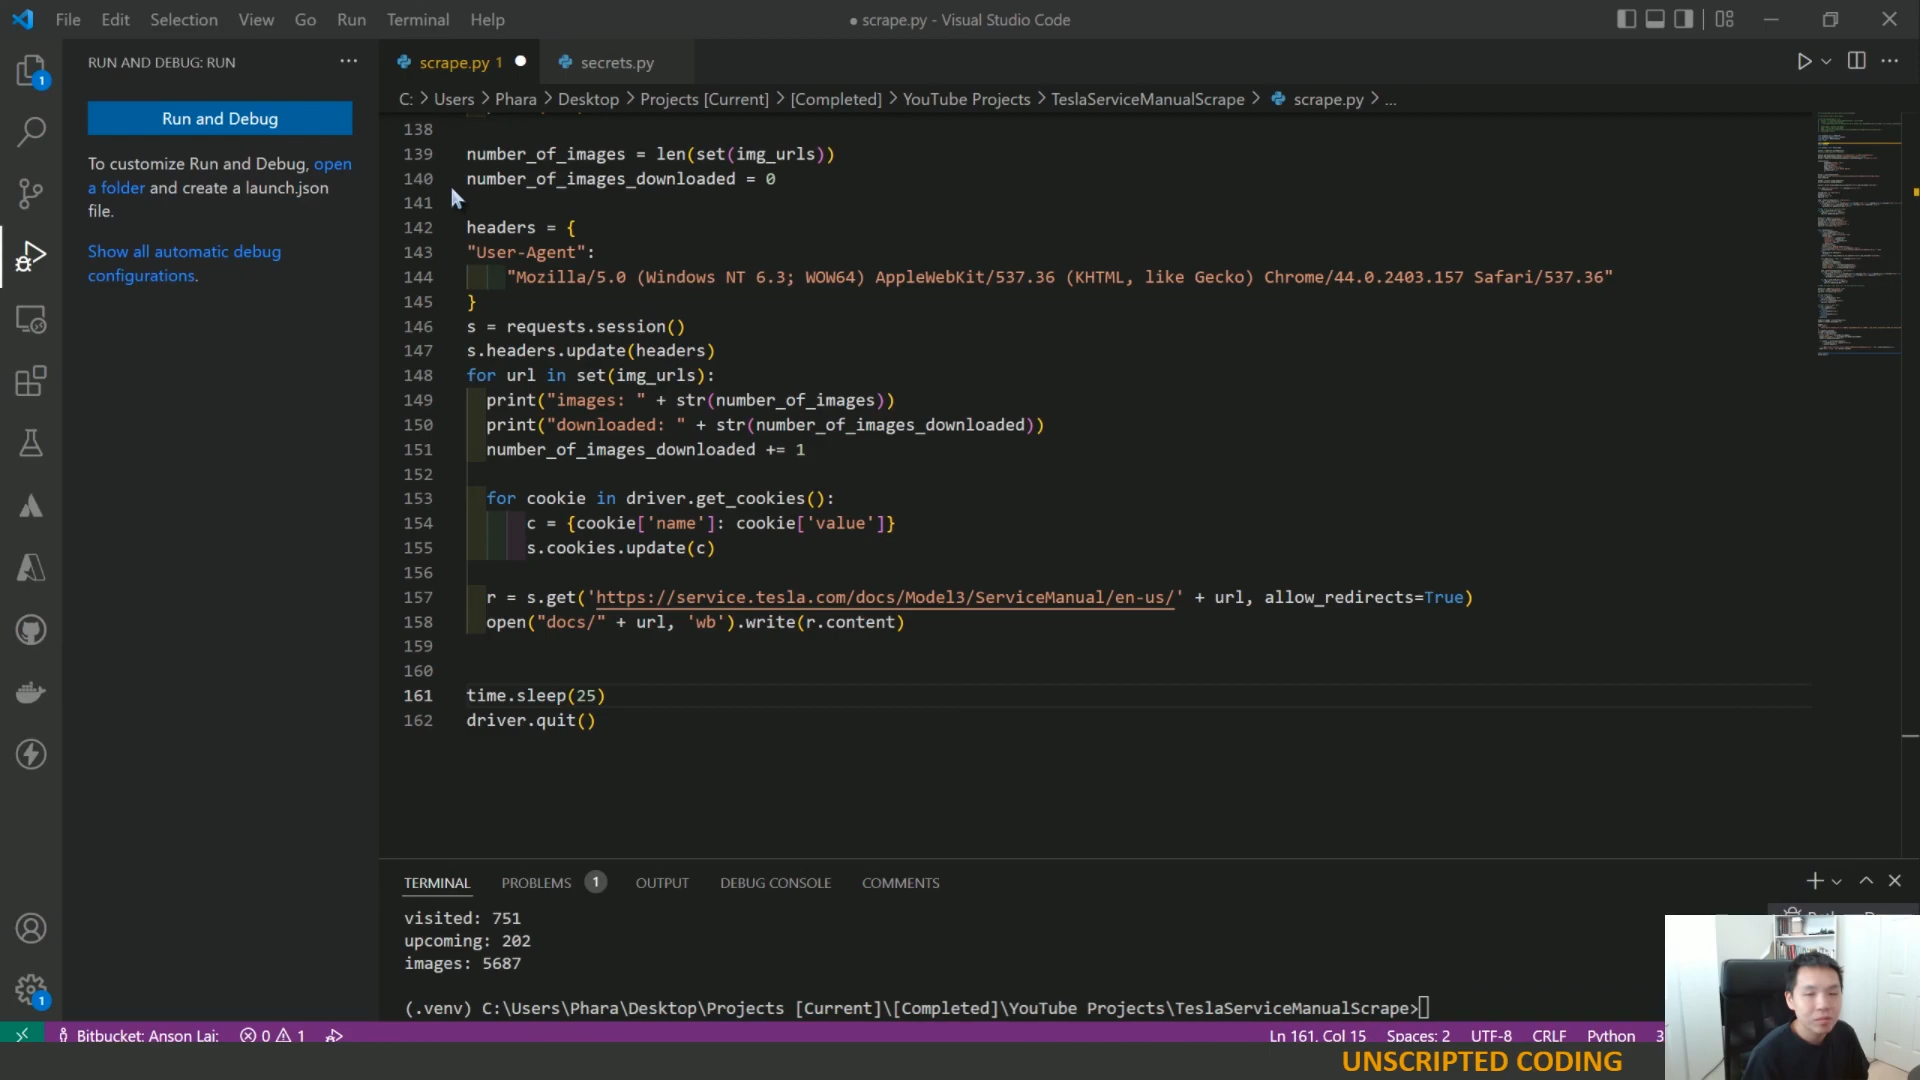 File Edit Selection View Go Run Terminal Help
● scrape.py - Visual Studio Code
RUN AND DEBUG: RUN
scrape.py 1
secrets.py
Run and Debug
C: > Users > Phara > Desktop > Projects [Current] > [Completed] > YouTube Projects > TeslaServiceManualScrape > scrape.py > ...
To customize Run and Debug, open
a folder and create a launch.json
file.
Show all automatic debug
configurations.
138
139 number_of_images = len(set(img_urls))
140 number_of_images_downloaded = 0
141
142 headers = {
143 "User-Agent":
144 "Mozilla/5.0 (Windows NT 6.3; WOW64) AppleWebKit/537.36 (KHTML, like Gecko) Chrome/44.0.2403.157 Safari/537.36"
145 }
146 s = requests.session()
147 s.headers.update(headers)
148 for url in set(img_urls):
149 print("images: " + str(number_of_images))
150 print("downloaded: " + str(number_of_images_downloaded))
151 number_of_images_downloaded += 1
152
153 for cookie in driver.get_cookies():
154 c = {cookie['name']: cookie['value']}
155 s.cookies.update(c)
156
157 r = s.get('https://service.tesla.com/docs/Model3/ServiceManual/en-us/' + url, allow_redirects=True)
158 open("docs/" + url, 'wb').write(r.content)
159
160
161 time.sleep(25)
162 driver.quit()
TERMINAL PROBLEMS 1 OUTPUT DEBUG CONSOLE COMMENTS
visited: 751
upcoming: 202
images: 5687
(.venv) C:\Users\Phara\Desktop\Projects [Current]\[Completed]\YouTube Projects\TeslaServiceManualScrape>
1
1
Bitbucket: Anson Lai: 0 1
Ln 161, Col 15 Spaces: 2 UTF-8 CRLF Python 3
UNSCRIPTED CODING